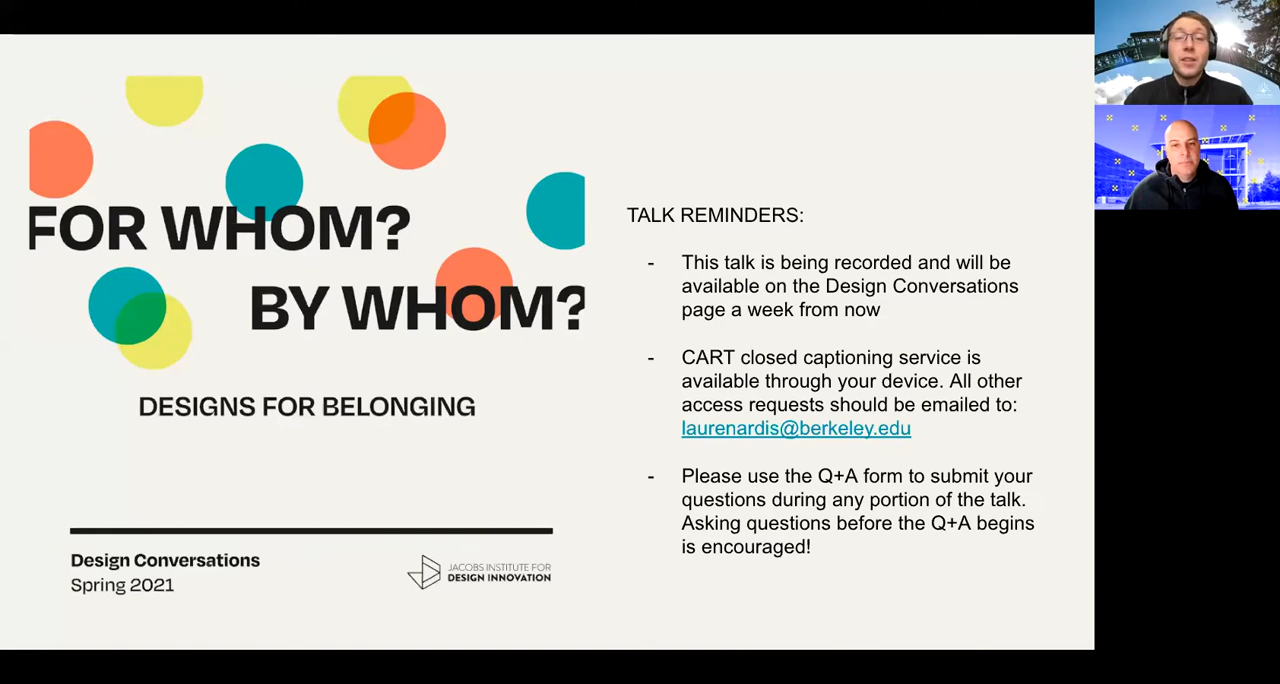 FOR WHOM?
BY WHOM?
DESIGNS FOR BELONGING
Design Conversations
Spring 2021
JACOBS INSTITUTE FOR
DESIGN INNOVATION
TALK REMINDERS:
- This talk is being recorded and will be
available on the Design Conversations
page a week from now
- CART closed captioning service is
available through your device. All other
access requests should be emailed to:
laurenardis@berkeley.edu
- Please use the Q+A form to submit your
questions during any portion of the talk.
Asking questions before the Q+A begins
is encouraged!